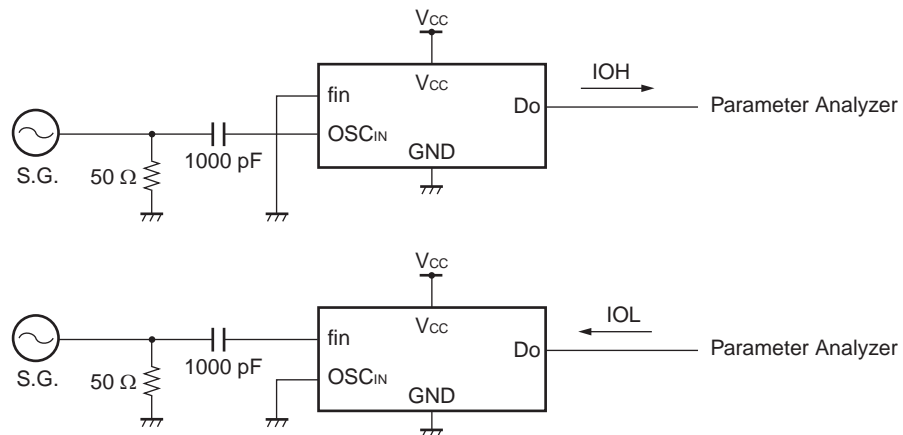 VCC
VCC
fin
OSCIN
GND
Do
IOH
Parameter Analyzer
S.G.
50 Ω
1000 pF
VCC
VCC
fin
OSCIN
GND
Do
IOL
Parameter Analyzer
S.G.
50 Ω
1000 pF